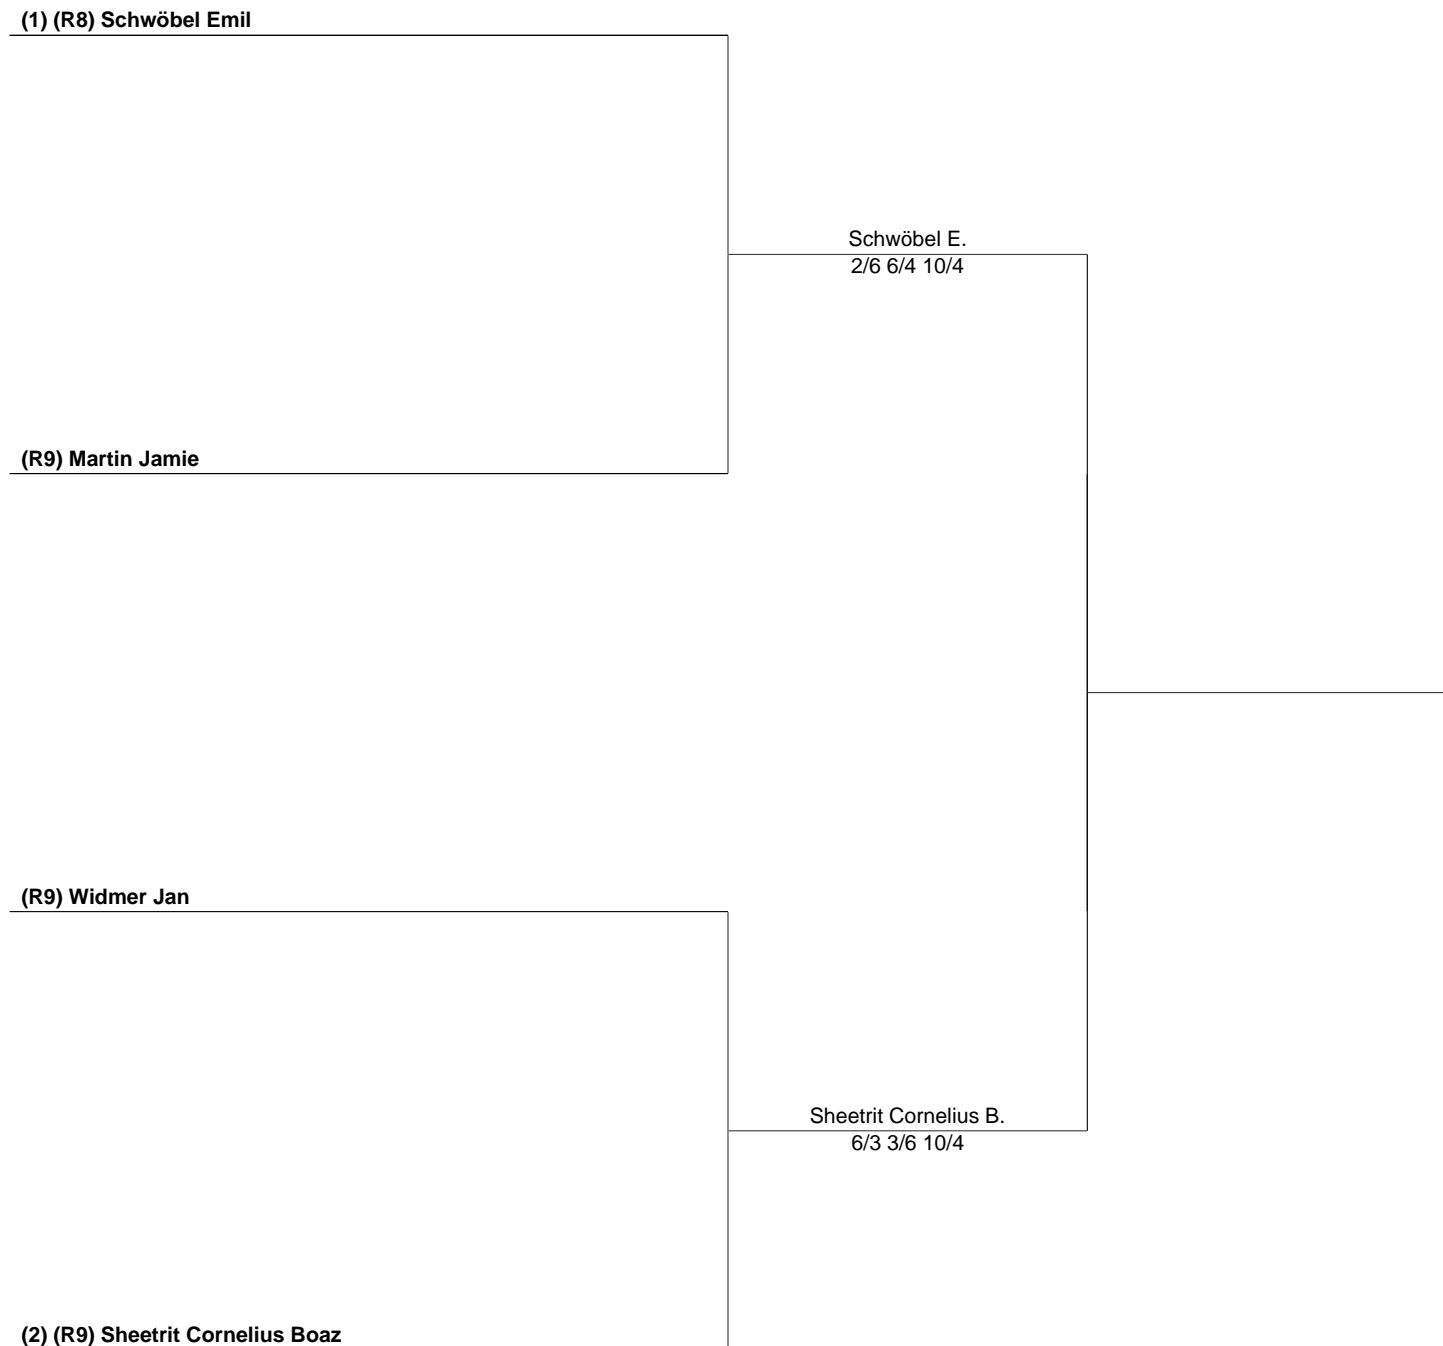 (1) (R8) Schwöbel Emil
Schwöbel E.
2/6 6/4 10/4
(R9) Martin Jamie
(R9) Widmer Jan
Sheetrit Cornelius B.
6/3 3/6 10/4
(2) (R9) Sheetrit Cornelius Boaz